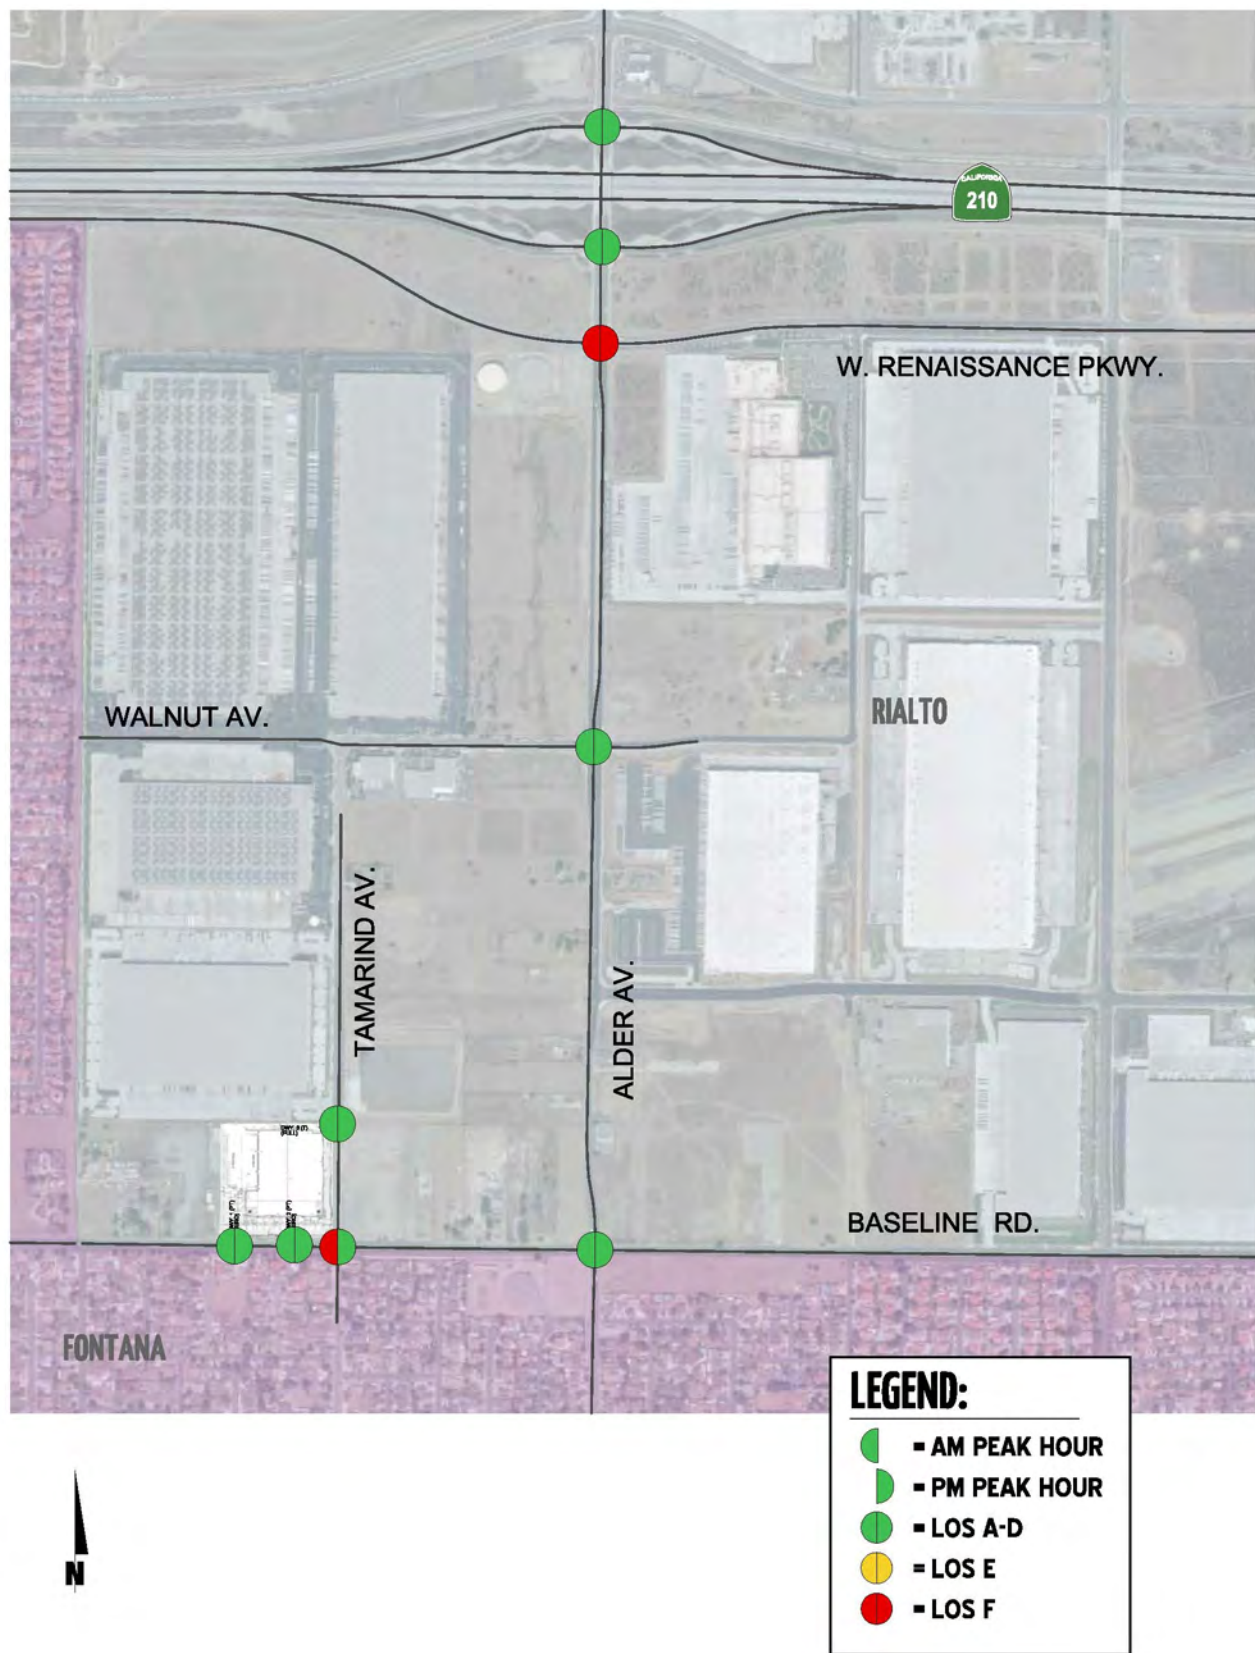 CALIFORNIA
210
W. RENAISSANCE PKWY.
RIALTO
WALNUT AV.
TAMARIND AV.
ALDER AV.
BASELINE RD.
FONTANA
LEGEND:
= AM PEAK HOUR
= PM PEAK HOUR
= LOS A-D
= LOS E
= LOS F
N